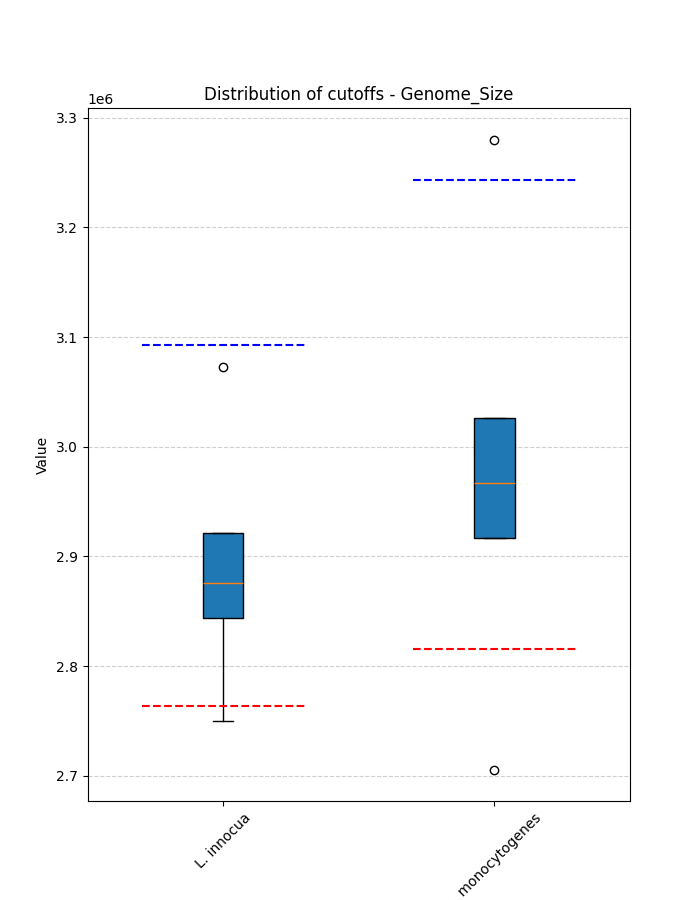 Distribution of cutoffs - Genome_Size
1e6
3.3
3.2
3.1
3.0
2.9
2.8
2.7
Value
L. innocua
monocytogenes